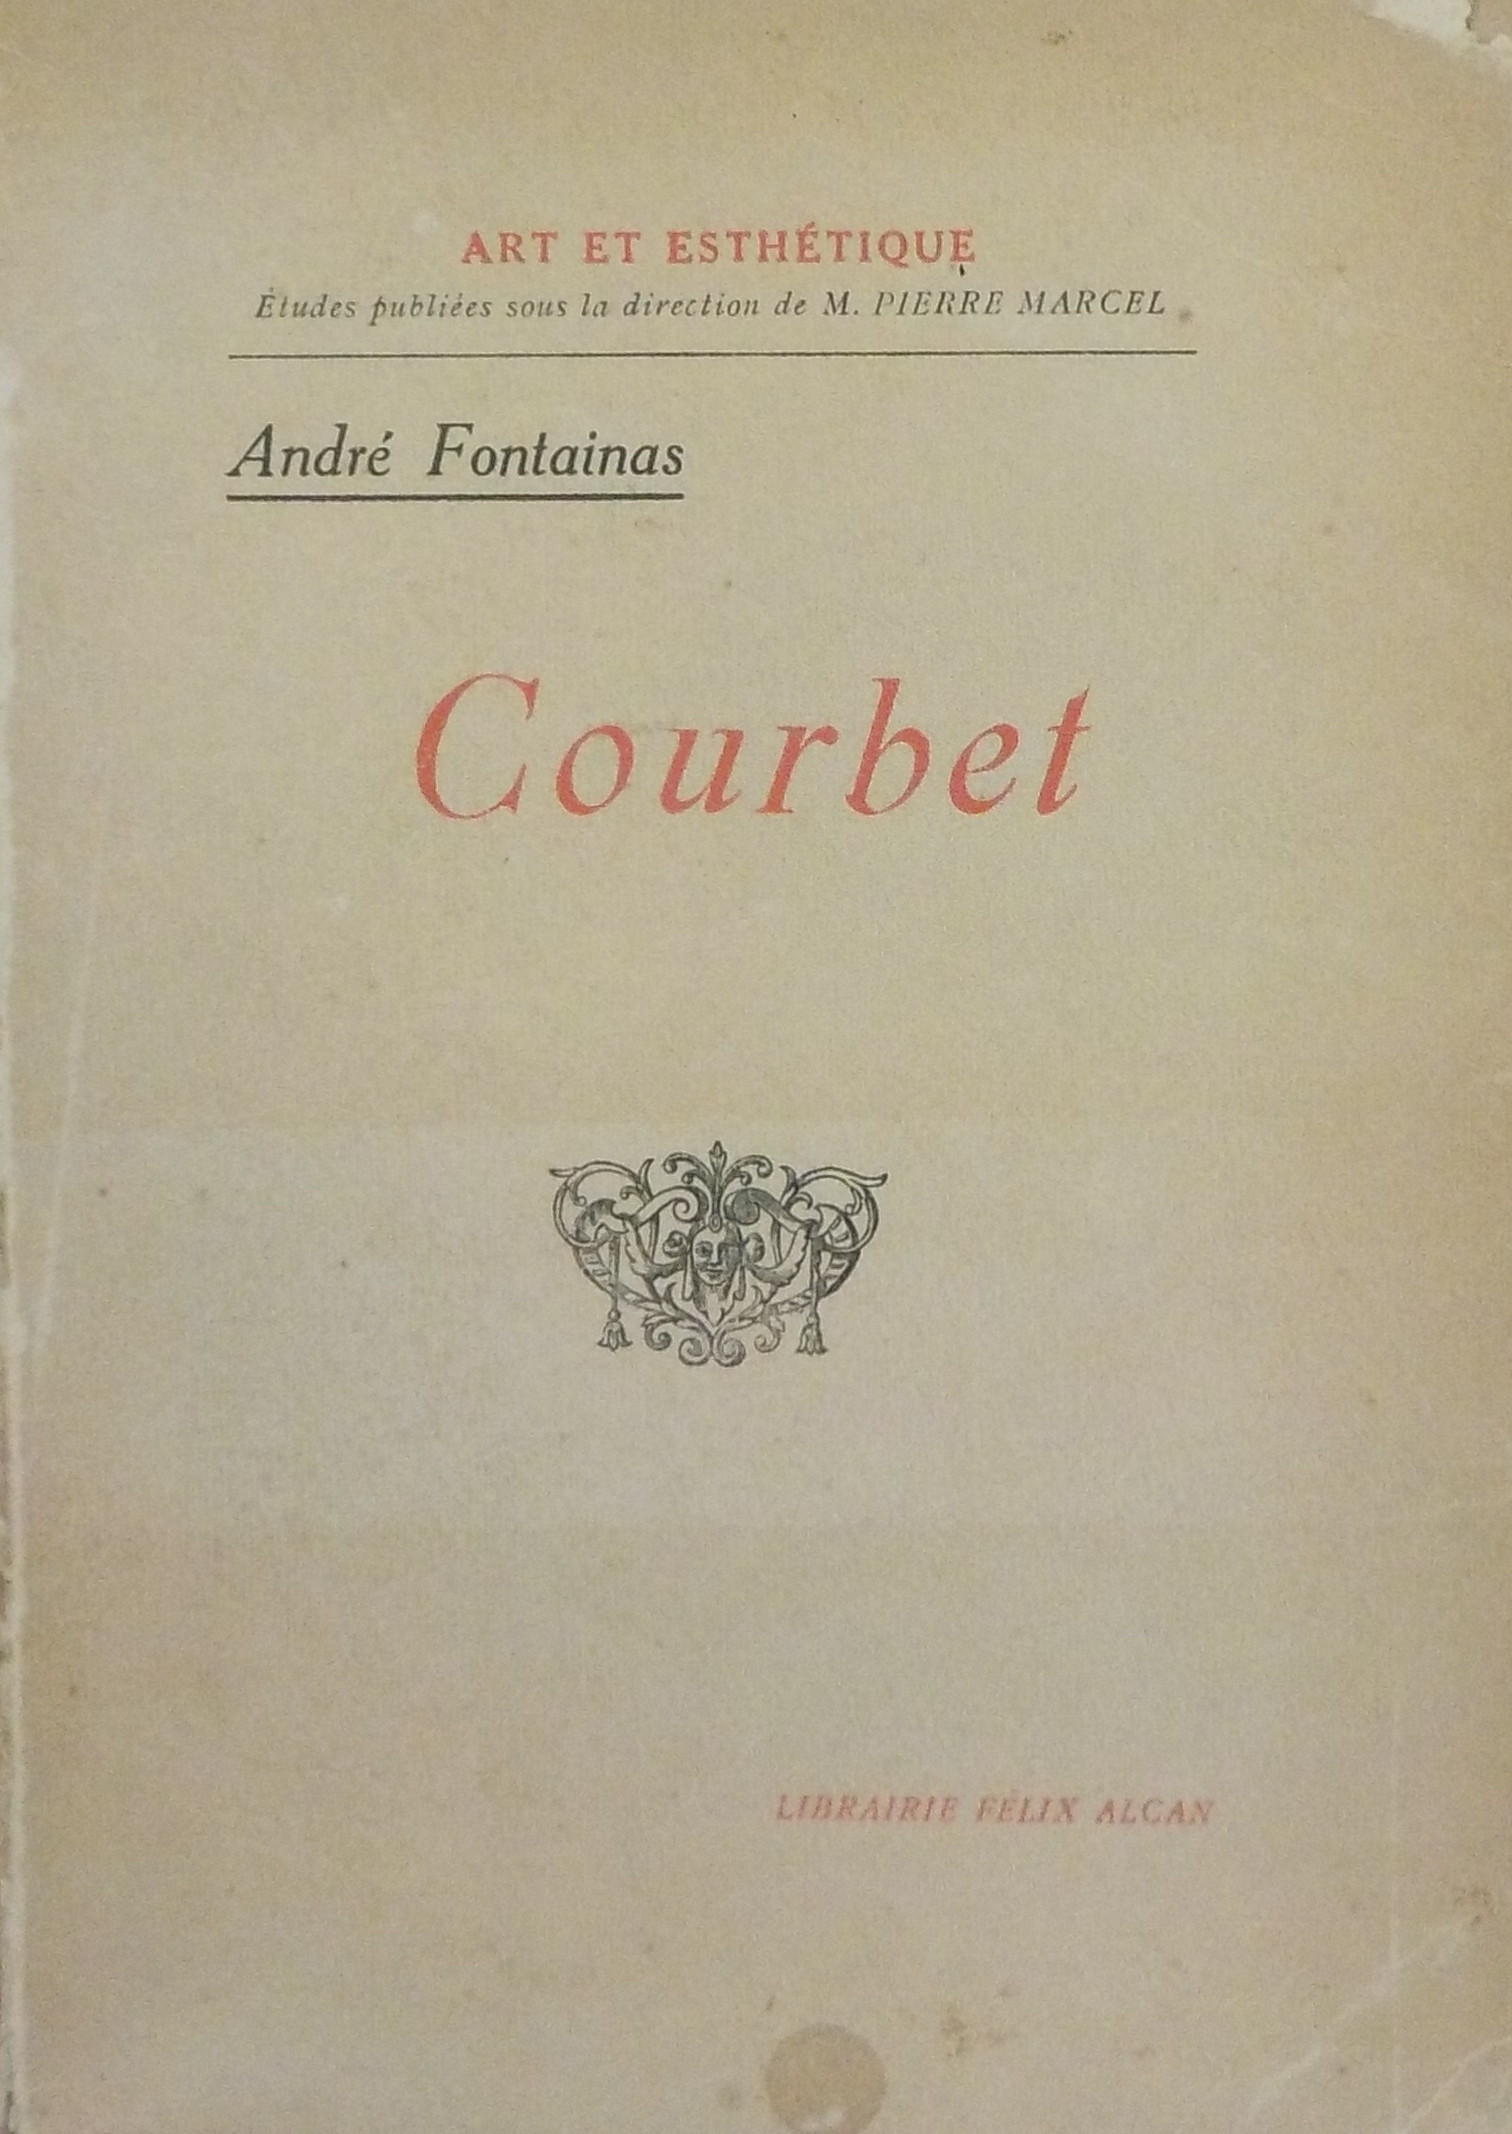 ART ET ESTHÉTIQUE
Études publiées sous la direction de M. PIERRE MARCEL
André Fontainas
Courbet
LIBRAIRIE FÉLIX ALCAN